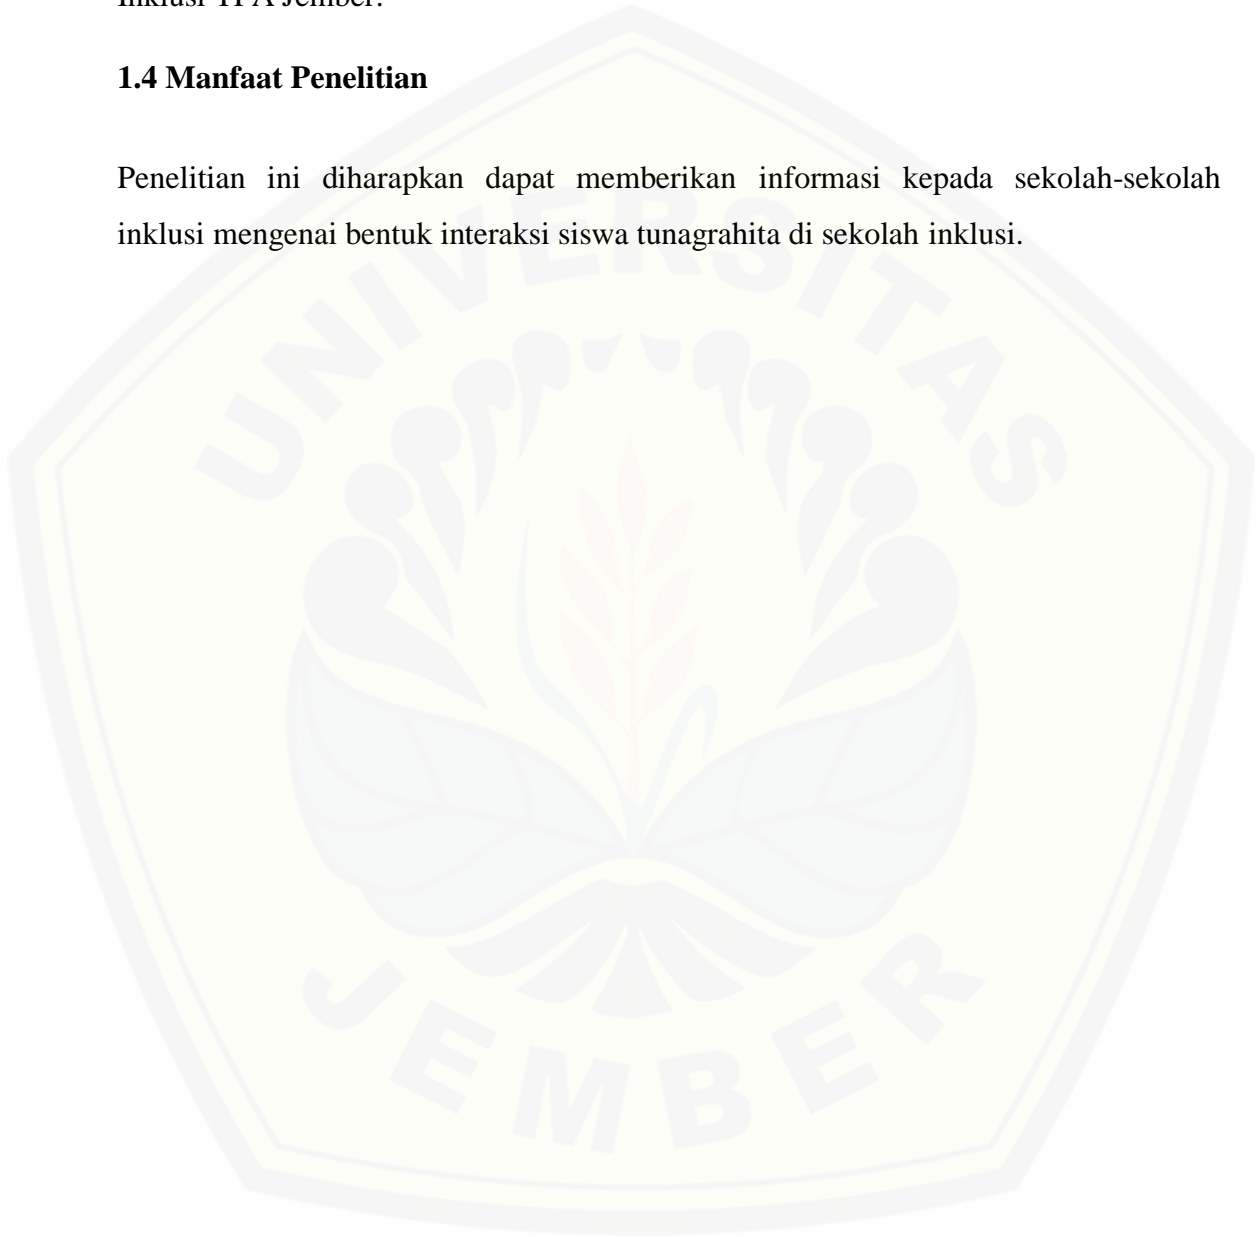 Inklusi TPA Jember.
1.4 Manfaat Penelitian
Penelitian ini diharapkan dapat memberikan informasi kepada sekolah-sekolah
inklusi mengenai bentuk interaksi siswa tunagrahita di sekolah inklusi.
UNIVERSITAS
JEMBER